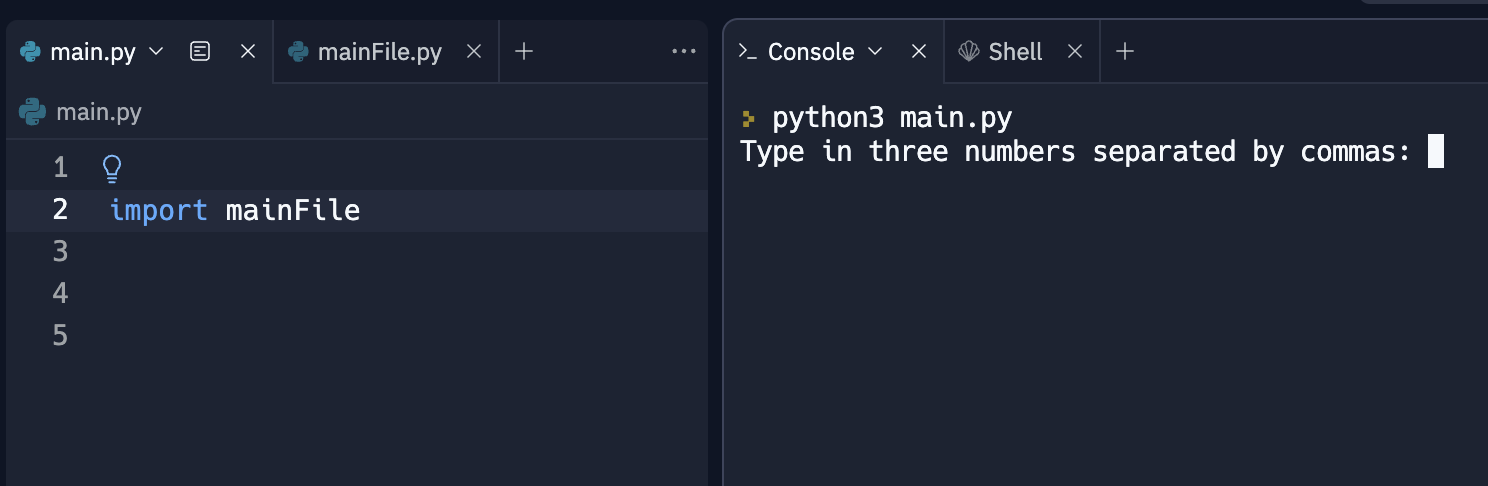 main.py
mainFile.py
main.py
1
2 import mainFile
3
4
5
Console
Shell
python3 main.py
Type in three numbers separated by commas: